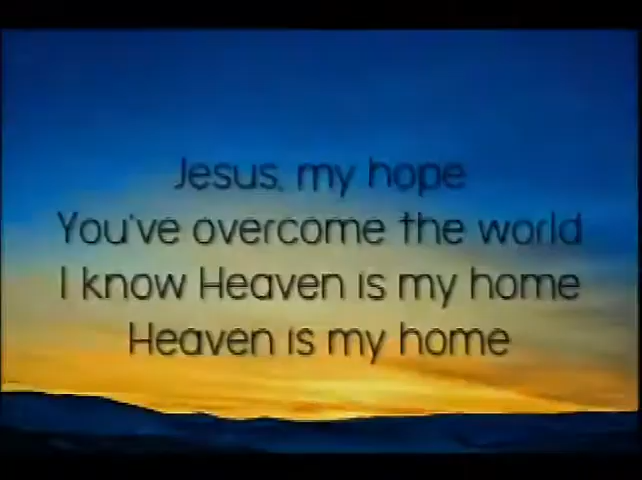 Jesus, my hope
You've overcome the world
I know Heaven is my home
Heaven is my home